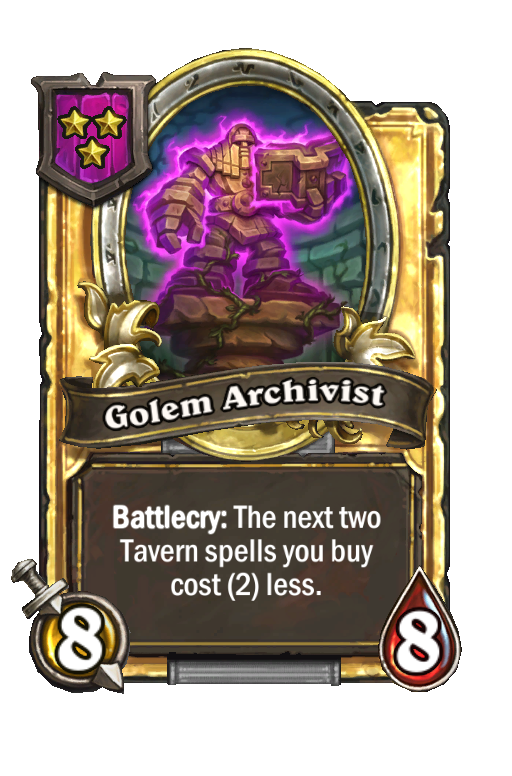 Golem Archivist
Battlecry: The next two
Tavern spells you buy
cost (2) less.
8
8